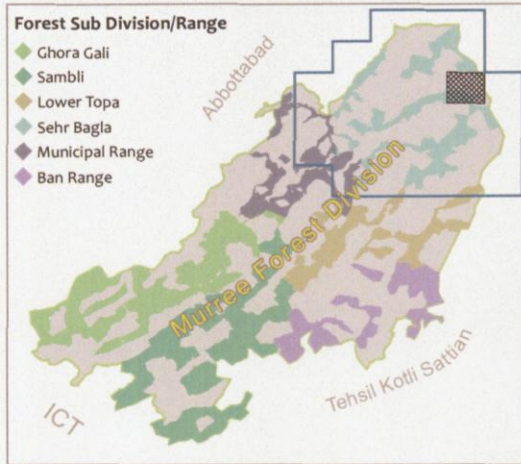 Forest Sub Division/Range
Ghora Gali
Sambli
Lower Topa
Sehr Bagla
Municipal Range
Ban Range
Abbottabad
Murree Forest Division
Tehsil Kotli Sattian
ICT